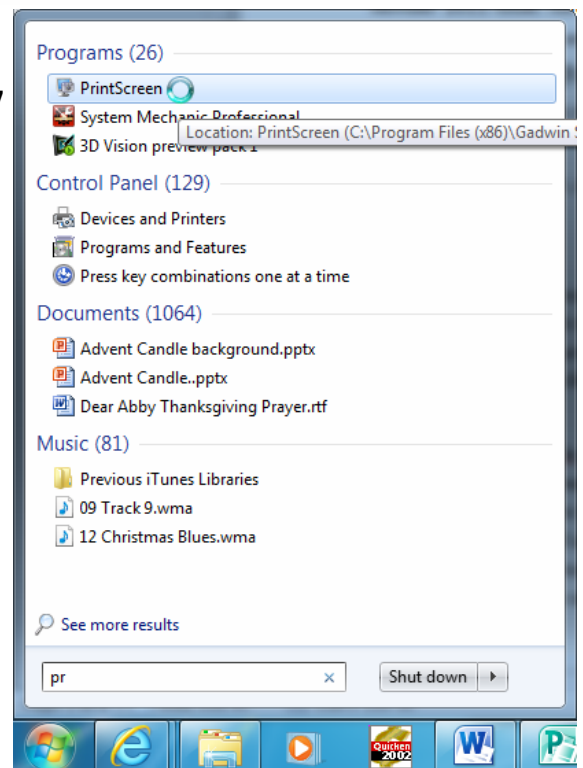 Programs (26)
PrintScreen
System Mechanic Professional
Location: PrintScreen (C:\Program Files (x86)\Gadwin S
3D Vision preview pack 1
Control Panel (129)
Devices and Printers
Programs and Features
Press key combinations one at a time
Documents (1064)
Advent Candle background.pptx
Advent Candle..pptx
Dear Abby Thanksgiving Prayer.rtf
Music (81)
Previous iTunes Libraries
09 Track 9.wma
12 Christmas Blues.wma
See more results
pr
Shut down
Quicken
2002
W
P